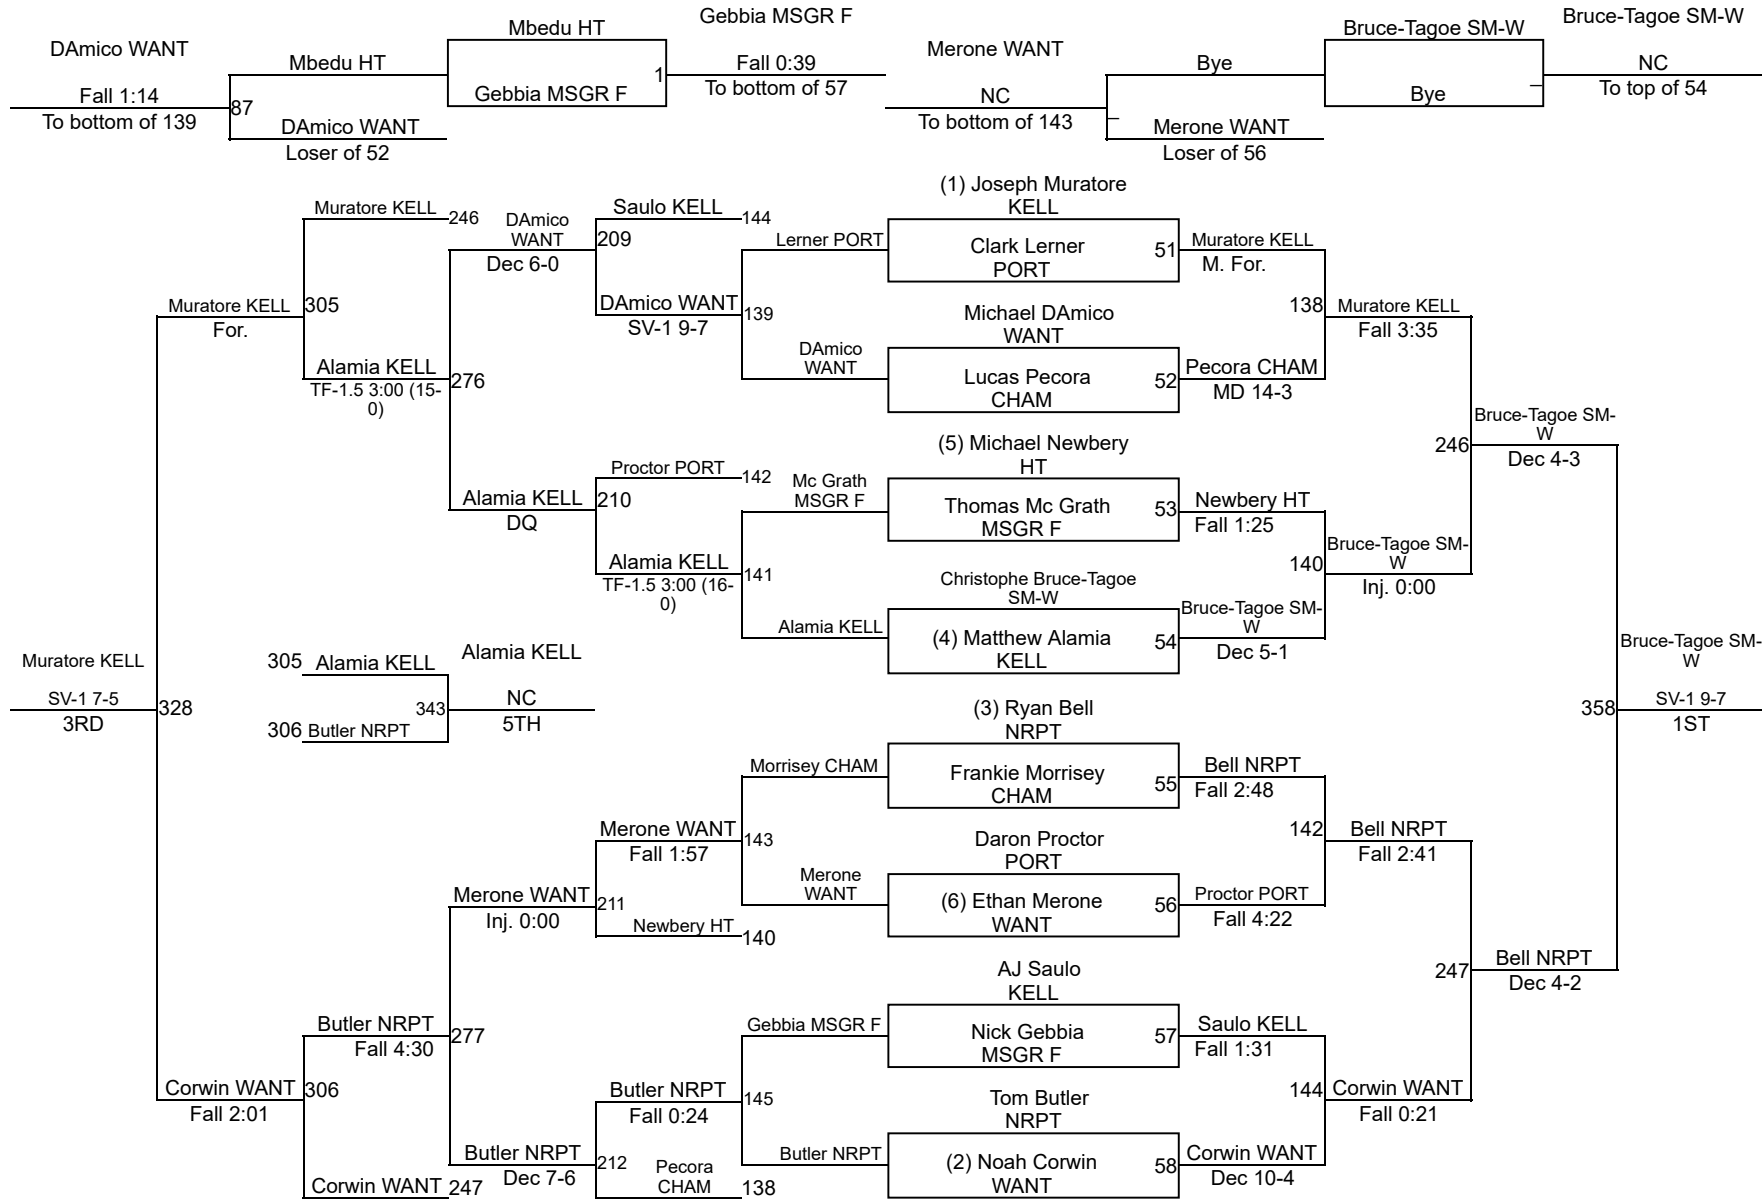 Gebbia MSGR F
Bruce-Tagoe SM-W
Mbedu HT
Bruce-Tagoe SM-W
DAmico WANT
Merone WANT
Mbedu HT
1
Fall 0:39
Bye
_
NC
Fall 1:14
Gebbia MSGR F
To bottom of 57
NC
Bye
To top of 54
87
_
To bottom of 139
DAmico WANT
To bottom of 143
Merone WANT
Loser of 52
Loser of 56
(1) Joseph Muratore
KELL
Muratore KELL
246
DAmico
WANT
Saulo KELL
144
209
Dec 6-0
Lerner PORT
Clark Lerner
PORT
51
Muratore KELL
M. For.
Muratore KELL
305
For.
DAmico WANT
139
SV-1 9-7
Michael DAmico
WANT
138
Muratore KELL
Fall 3:35
Alamia KELL
276
TF-1.5 3:00 (15-
0)
DAmico
WANT
Lucas Pecora
CHAM
52
Pecora CHAM
MD 14-3
Bruce-Tagoe SM-
W
246
Dec 4-3
(5) Michael Newbery
HT
Proctor PORT
142
Mc Grath
MSGR F
Alamia KELL
210
DQ
Thomas Mc Grath
MSGR F
53
Newbery HT
Fall 1:25
Alamia KELL
141
TF-1.5 3:00 (16-
0)
Christophe Bruce-Tagoe
SM-W
140
Bruce-Tagoe SM-
W
Inj. 0:00
Alamia KELL
(4) Matthew Alamia
KELL
54
Bruce-Tagoe SM-
W
Dec 5-1
Muratore KELL
305
Alamia KELL
Alamia KELL
Bruce-Tagoe SM-
W
SV-1 7-5
328
343
NC
358
SV-1 9-7
3RD
306
Butler NRPT
5TH
1ST
(3) Ryan Bell
NRPT
Morrisey CHAM
Frankie Morrisey
CHAM
55
Bell NRPT
Fall 2:48
Merone WANT
143
Fall 1:57
Daron Proctor
PORT
142
Bell NRPT
Fall 2:41
Merone WANT
211
Inj. 0:00
Merone
WANT
(6) Ethan Merone
WANT
56
Proctor PORT
Fall 4:22
Newbery HT
140
247
Bell NRPT
Dec 4-2
AJ Saulo
KELL
Butler NRPT
277
Fall 4:30
Gebbia MSGR F
Nick Gebbia
MSGR F
57
Saulo KELL
Fall 1:31
Corwin WANT
306
Fall 2:01
Butler NRPT
145
Fall 0:24
Tom Butler
NRPT
144
Corwin WANT
Fall 0:21
Butler NRPT
212
Dec 7-6
Butler NRPT
(2) Noah Corwin
WANT
58
Corwin WANT
Dec 10-4
Corwin WANT
247
Pecora
CHAM
138